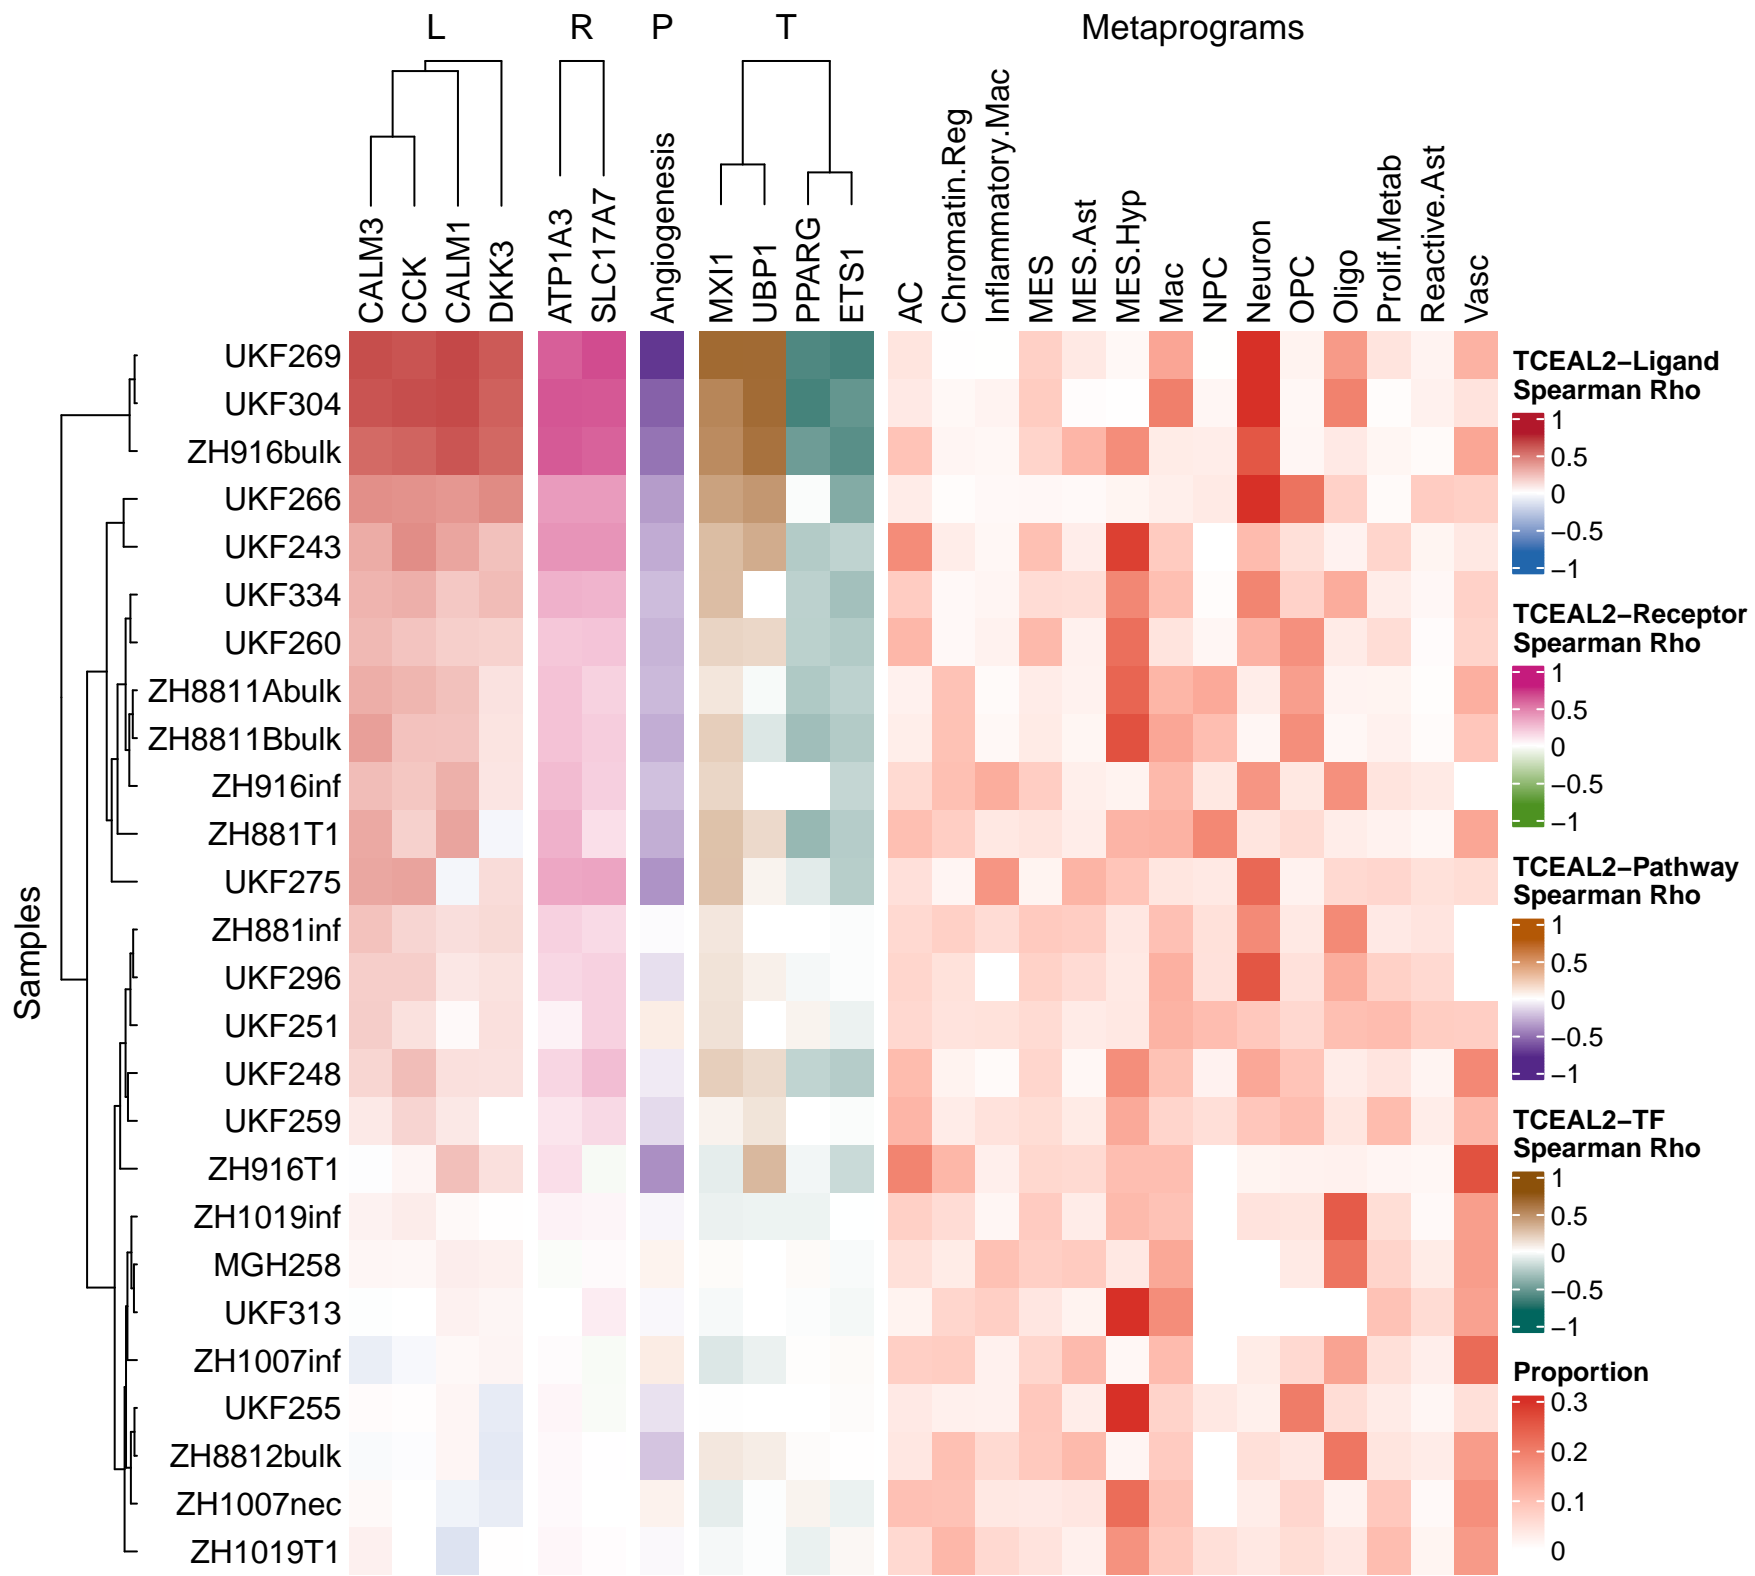 L R P T Metaprograms
CALM3
CCK
CALM1
DKK3
ATP1A3
SLC17A7
Angiogenesis
MXI1
UBP1
PPARG
ETS1
AC
Chromatin.Reg
Inflammatory.Mac
MES
MES.Ast
MES.Hyp
Mac
NPC
Neuron
OPC
Oligo
Prolif.Metab
Reactive.Ast
Vasc
Samples
UKF269
UKF304
ZH916bulk
UKF266
UKF243
UKF334
UKF260
ZH8811Abulk
ZH8811Bbulk
ZH916inf
ZH881T1
UKF275
ZH881inf
UKF296
UKF251
UKF248
UKF259
ZH916T1
ZH1019inf
MGH258
UKF313
ZH1007inf
UKF255
ZH8812bulk
ZH1007nec
ZH1019T1
TCEAL2−Ligand
Spearman Rho
1
0.5
0
−0.5
−1
TCEAL2−Receptor
Spearman Rho
1
0.5
0
−0.5
−1
TCEAL2−Pathway
Spearman Rho
1
0.5
0
−0.5
−1
TCEAL2−TF
Spearman Rho
1
0.5
0
−0.5
−1
Proportion
0.3
0.2
0.1
0